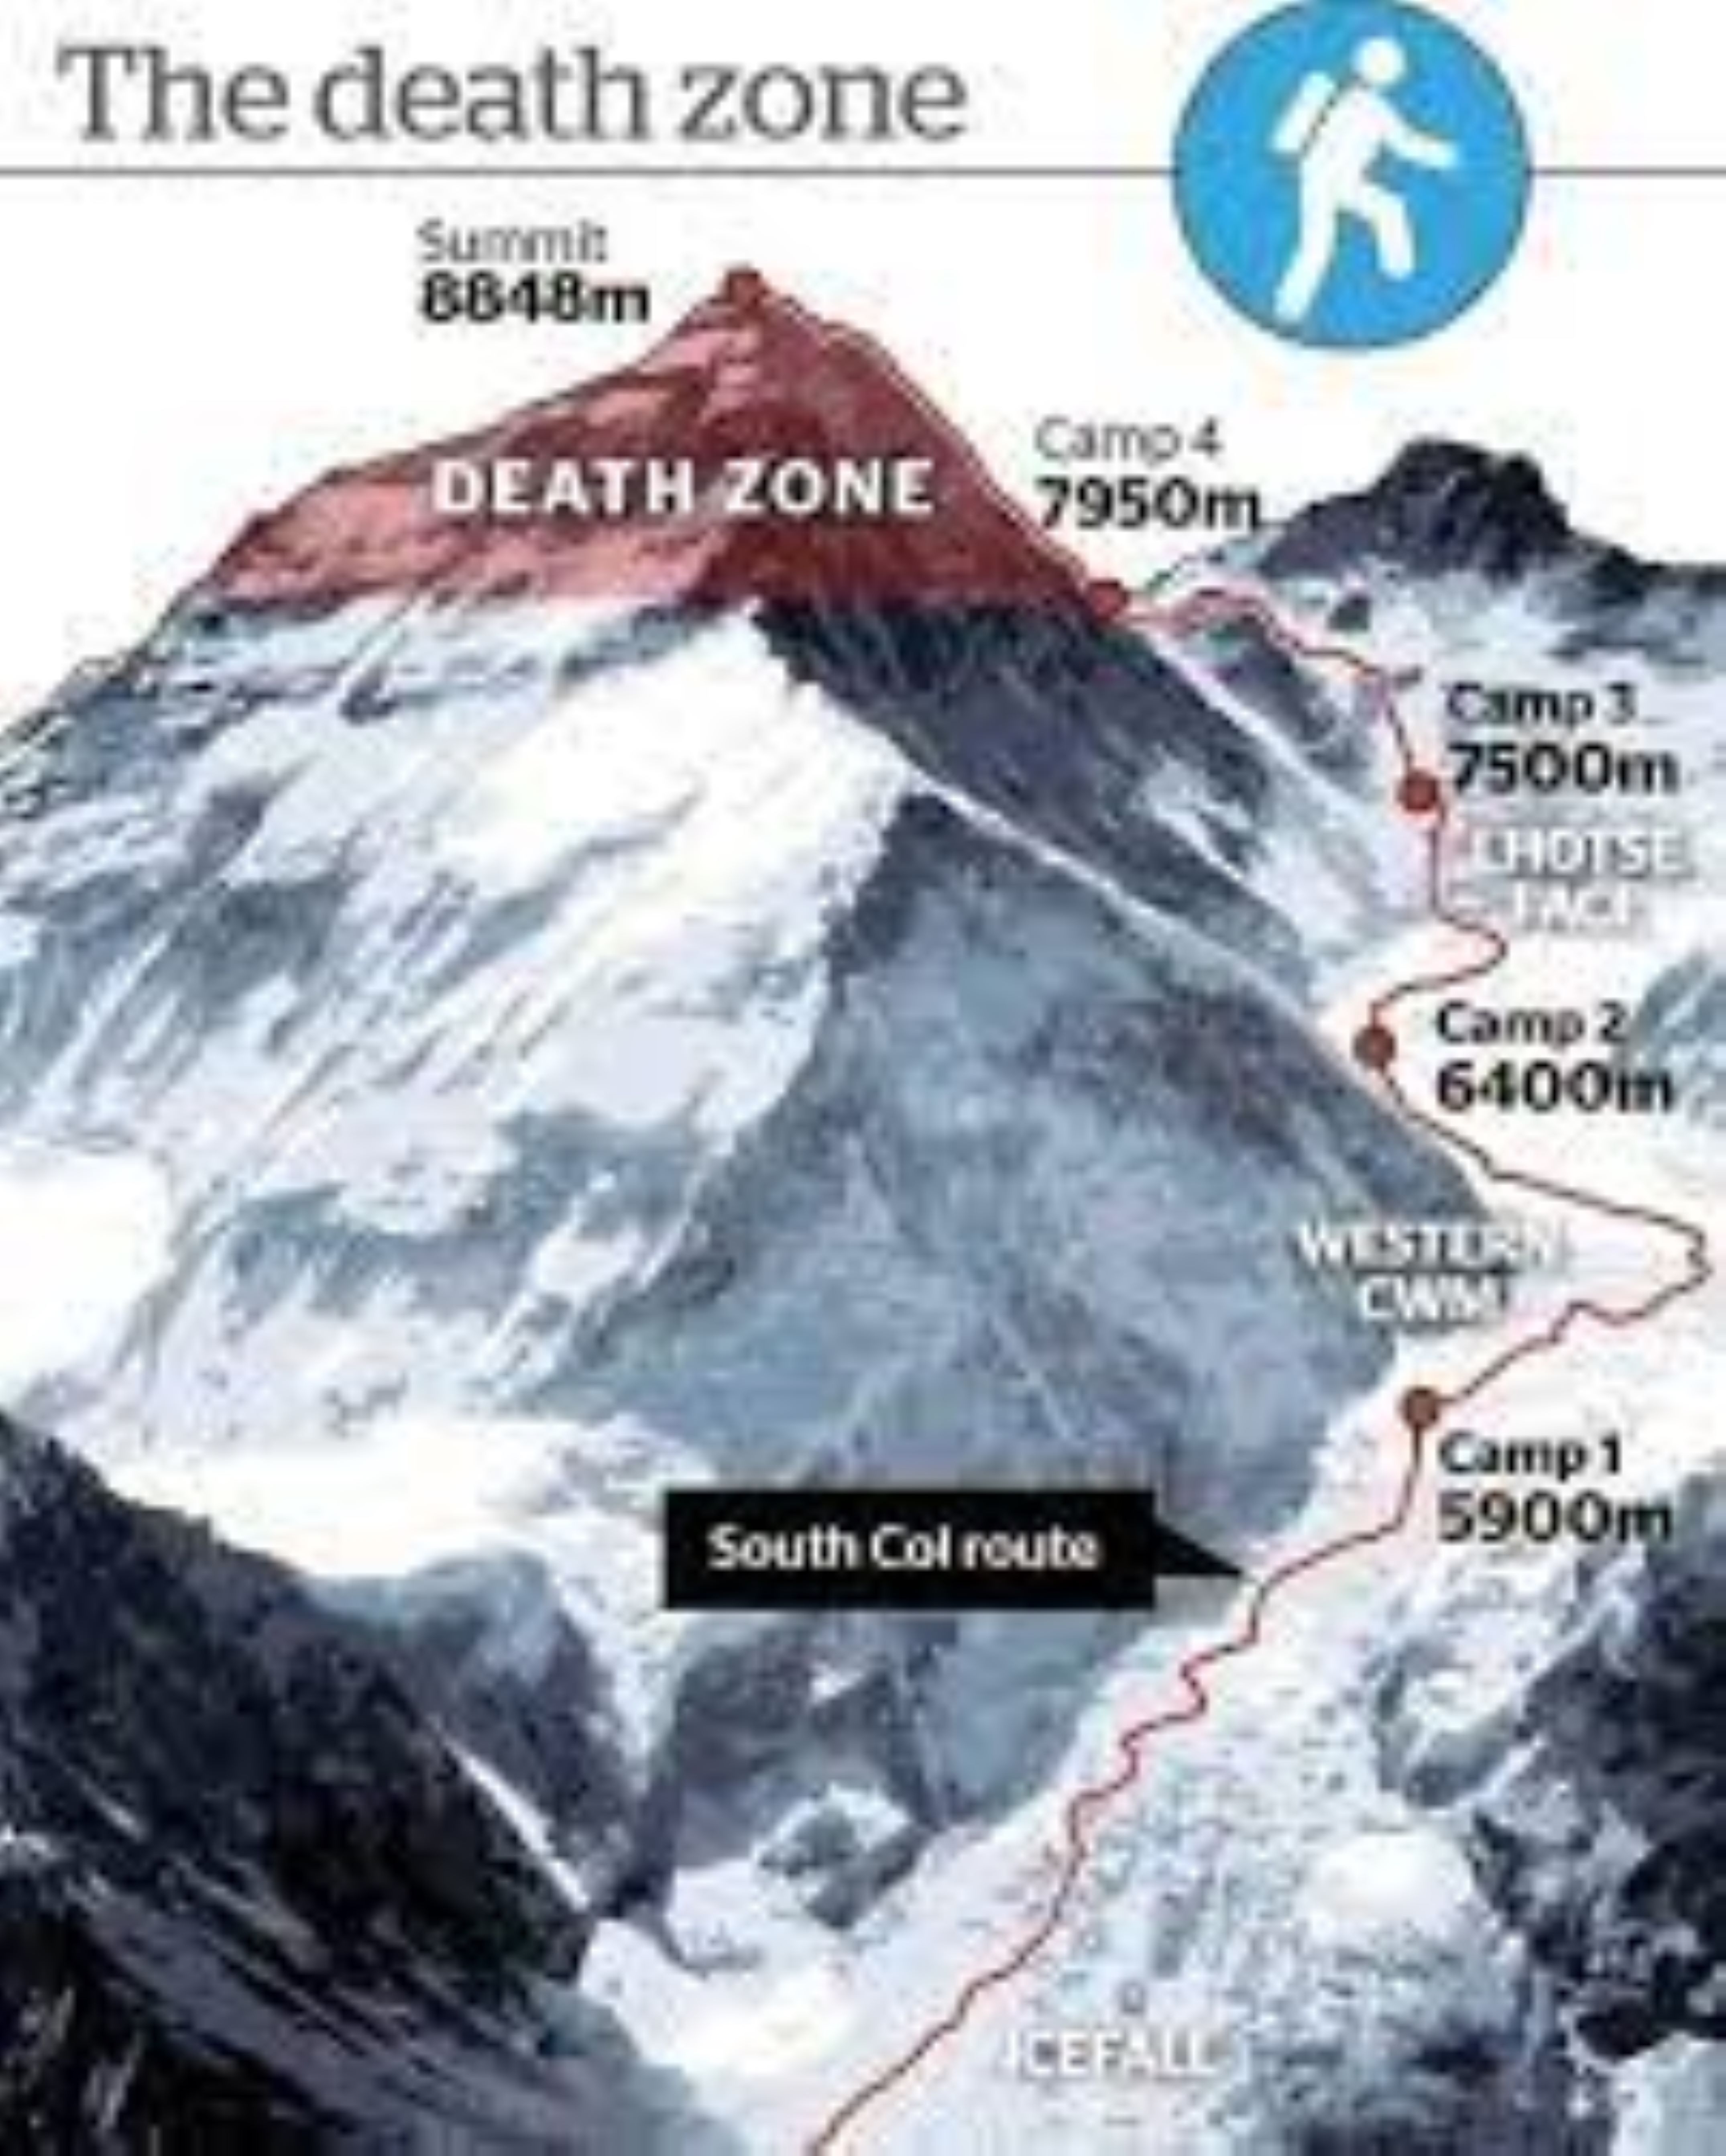 The death zone
Summit
8848m
Camp 4
7950m
DEATH ZONE
Camp 3
7500m
LHOTSE
FACE
Camp 2
6400m
WESTERN
CWM
Camp 1
5900m
South Col route
ICEFALL